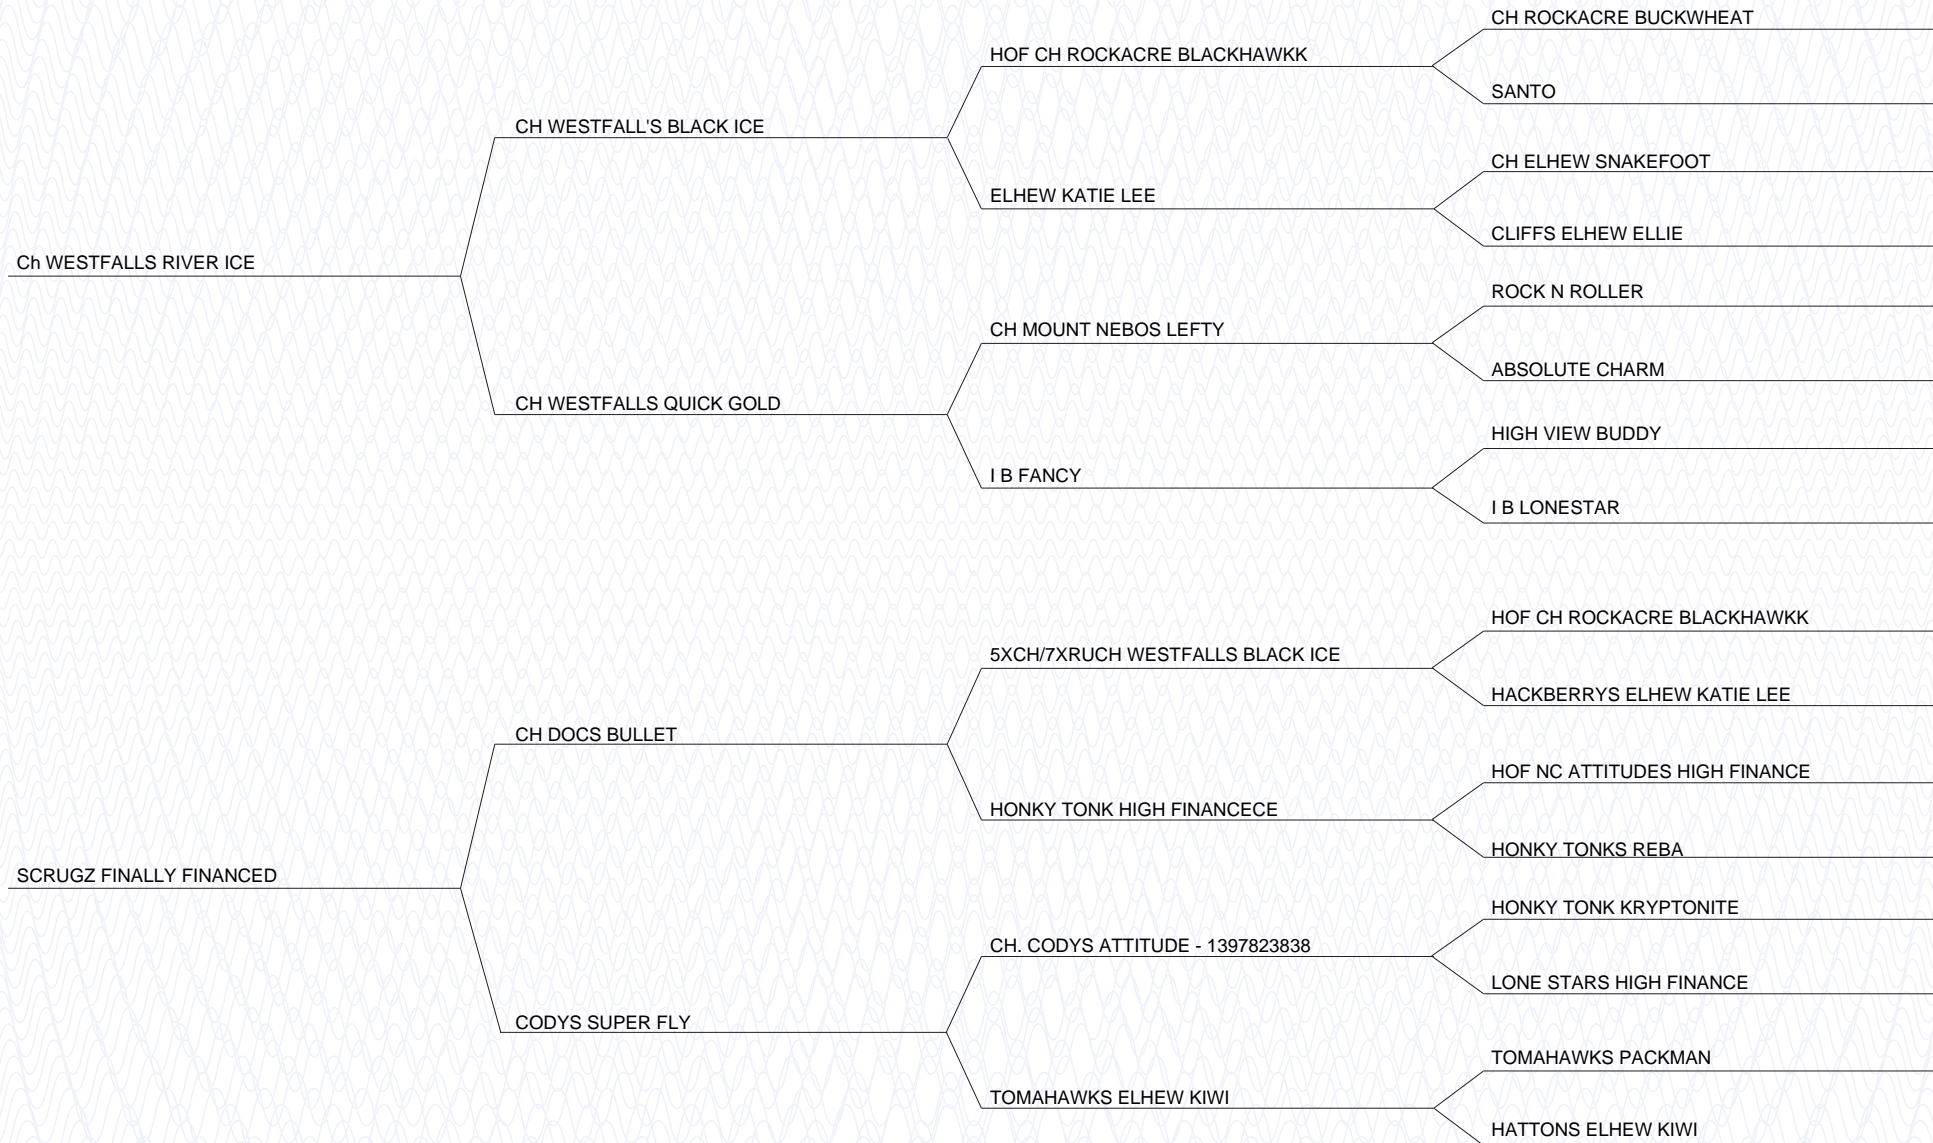 CH ROCKACRE BUCKWHEAT
HOF CH ROCKACRE BLACKHAWKK
SANTO
CH WESTFALL'S BLACK ICE
CH ELHEW SNAKEFOOT
ELHEW KATIE LEE
CLIFFS ELHEW ELLIE
Ch WESTFALLS RIVER ICE
ROCK N ROLLER
CH MOUNT NEBOS LEFTY
ABSOLUTE CHARM
CH WESTFALLS QUICK GOLD
HIGH VIEW BUDDY
I B FANCY
I B LONESTAR
HOF CH ROCKACRE BLACKHAWKK
5XCH/7XRUCH WESTFALLS BLACK ICE
HACKBERRYS ELHEW KATIE LEE
CH DOCS BULLET
HOF NC ATTITUDES HIGH FINANCE
HONKY TONK HIGH FINANCECE
HONKY TONKS REBA
SCRUGZ FINALLY FINANCED
HONKY TONK KRYPTONITE
CH. CODYS ATTITUDE - 1397823838
LONE STARS HIGH FINANCE
CODYS SUPER FLY
TOMAHAWKS PACKMAN
TOMAHAWKS ELHEW KIWI
HATTONS ELHEW KIWI